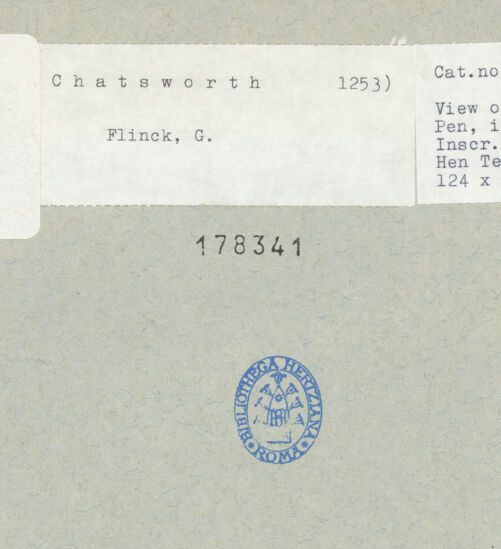 Chatsworth 1253)
Flinck, G.
Cat.no
View o
Pen, i
Inscr.
Hen Te
124 x
178341
BIBLIOTHECA HERTZIANA
ROMA